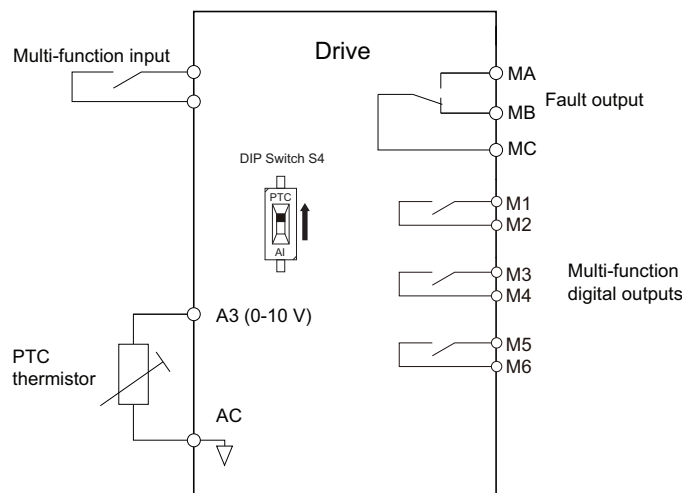 Drive
Multi-function input
MA
MB
Fault output
MC
DIP Switch S4
PTC
AI
M1
M2
M3
M4
Multi-function
digital outputs
M5
M6
A3 (0-10 V)
PTC
thermistor
AC